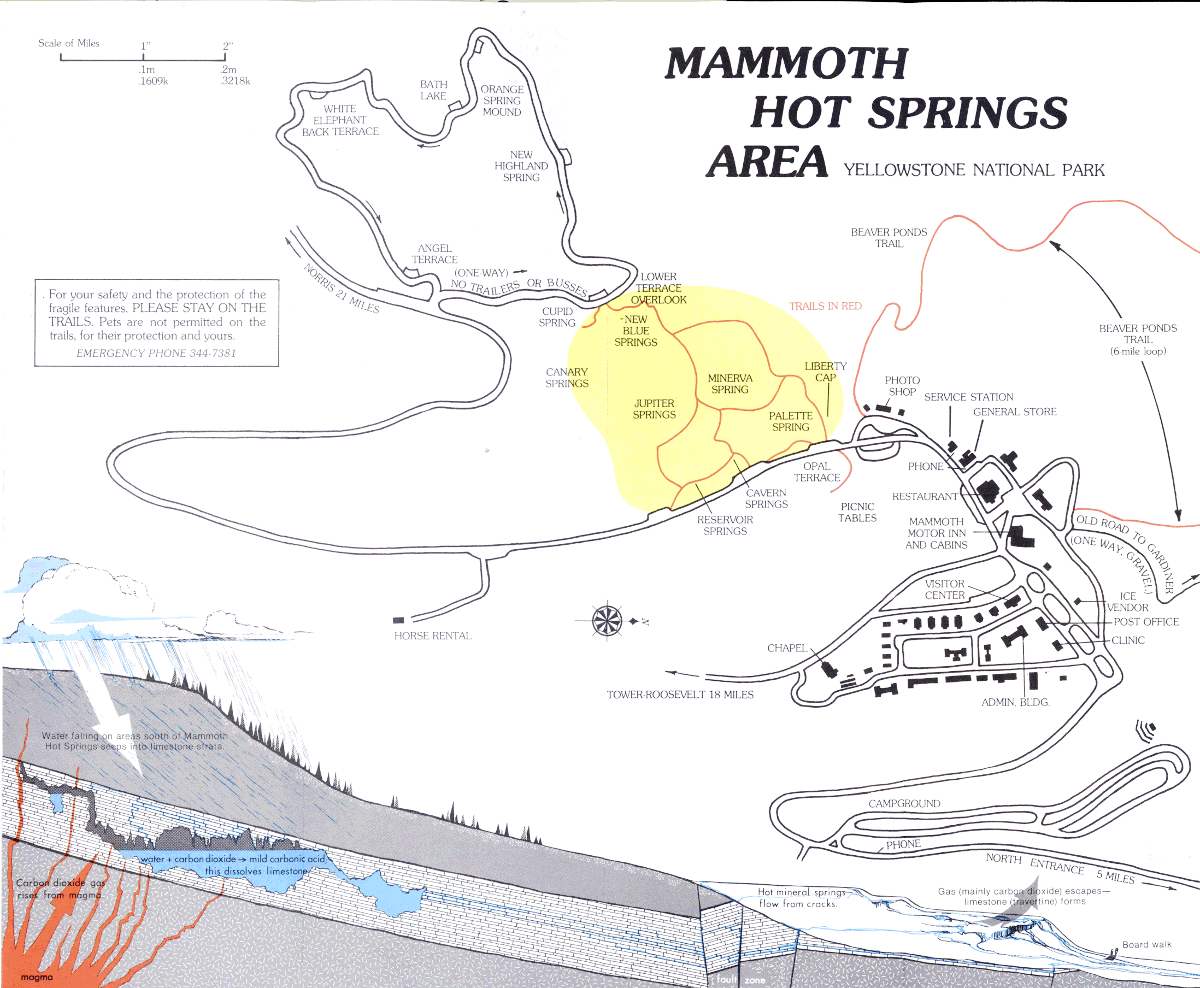 MAMMOTH
HOT SPRINGS
AREA YELLOWSTONE NATIONAL PARK
Scale of Miles 1" 2"
.1m .2m
.1609k .3218k
BATH
LAKE
ORANGE
SPRING
MOUND
WHITE
ELEPHANT
BACK TERRACE
NEW
HIGHLAND
SPRING
ANGEL
TERRACE
(ONE WAY)
NO TRAILERS OR BUSSES
NORRIS 21 MILES
LOWER
TERRACE
OVERLOOK
CUPID
SPRING
NEW
BLUE
SPRINGS
CANARY
SPRINGS
JUPITER
SPRINGS
MINERVA
SPRING
LIBERTY
CAP
PALETTE
SPRING
TRAILS IN RED
BEAVER PONDS
TRAIL
BEAVER PONDS
TRAIL
(6-mile loop)
. For your safety and the protection of the
fragile features, PLEASE STAY ON THE
TRAILS. Pets are not permitted on the
trails, for their protection and yours.
EMERGENCY PHONE 344-7381
PHOTO
SHOP
SERVICE STATION
GENERAL STORE
PHONE
RESTAURANT
OPAL
TERRACE
CAVERN
SPRINGS
RESERVOIR
SPRINGS
PICNIC
TABLES
MAMMOTH
MOTOR INN
AND CABINS
OLD ROAD TO GARDINER
(ONE WAY, GRAVEL)
VISITOR
CENTER
ICE
VENDOR
POST OFFICE
CLINIC
CHAPEL
ADMIN. BLDG.
HORSE RENTAL
N
TOWER-ROOSEVELT 18 MILES
CAMPGROUND
PHONE
NORTH ENTRANCE 5 MILES
Water falling on areas south of Mammoth
Hot Springs seeps into limestone strata.
water + carbon dioxide → mild carbonic acid
this dissolves limestone
Carbon dioxide gas
rises from magma
magma
Hot mineral springs
flow from cracks.
Gas (mainly carbon dioxide) escapes—
limestone (travertine) forms
Board walk
fault zone